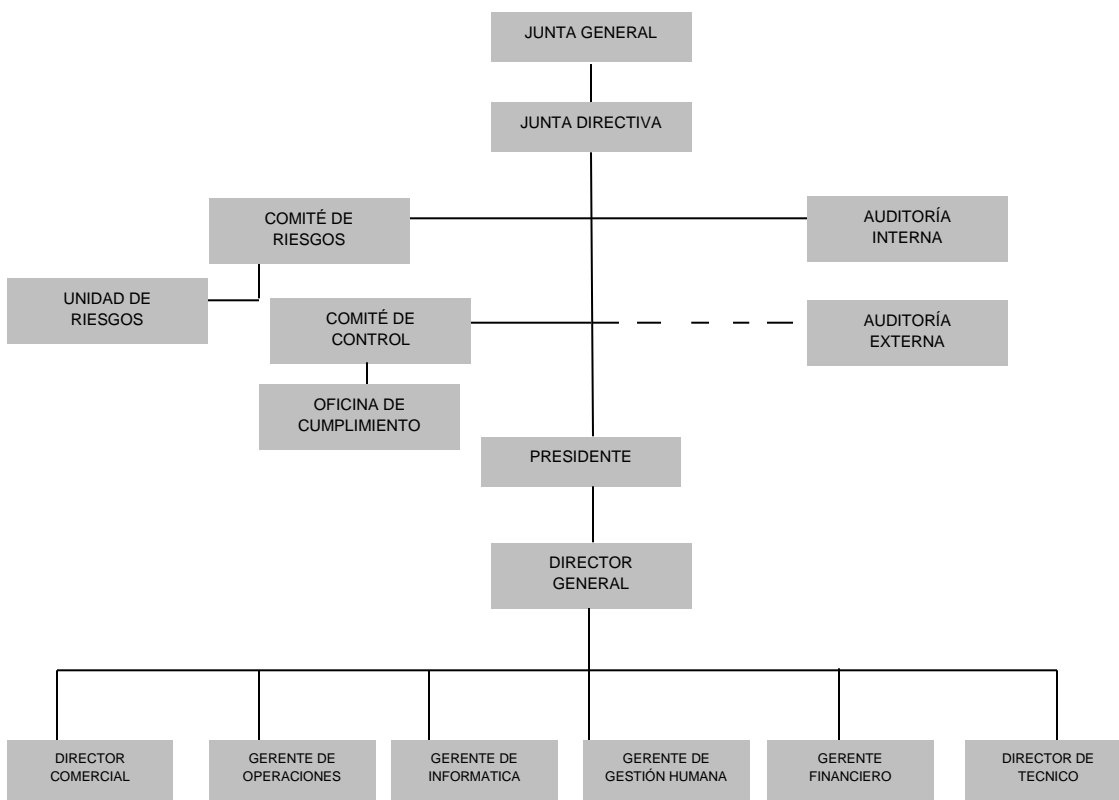 JUNTA GENERAL
JUNTA DIRECTIVA
COMITÉ DE
RIESGOS
AUDITORÍA
INTERNA
UNIDAD DE
RIESGOS
COMITÉ DE
CONTROL
AUDITORÍA
EXTERNA
OFICINA DE
CUMPLIMIENTO
PRESIDENTE
DIRECTOR
GENERAL
DIRECTOR
COMERCIAL
GERENTE DE
OPERACIONES
GERENTE DE
INFORMATICA
GERENTE DE
GESTIÓN HUMANA
GERENTE
FINANCIERO
DIRECTOR DE
TECNICO